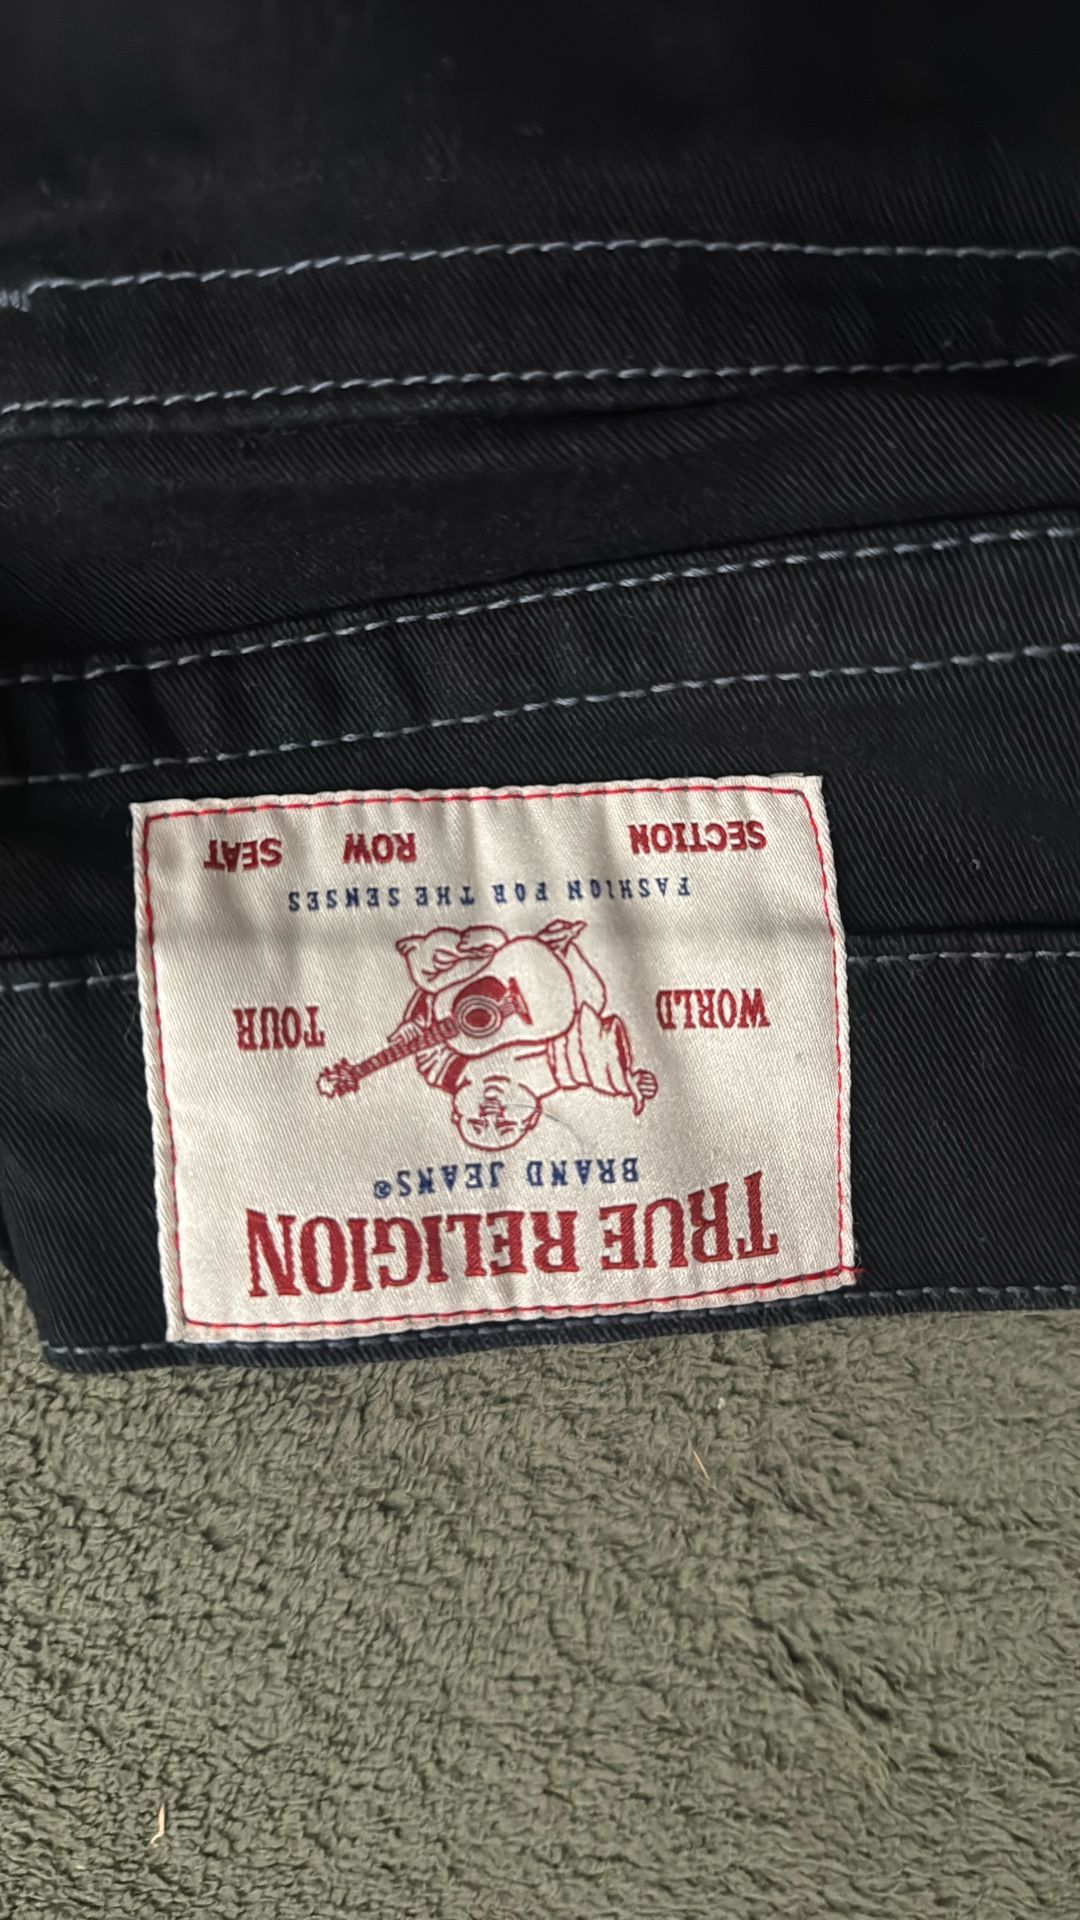 TRUE RELIGION
BRAND JEANS®
WORLD TOUR
FASHION FOR THE SENSES
SECTION ROW SEAT